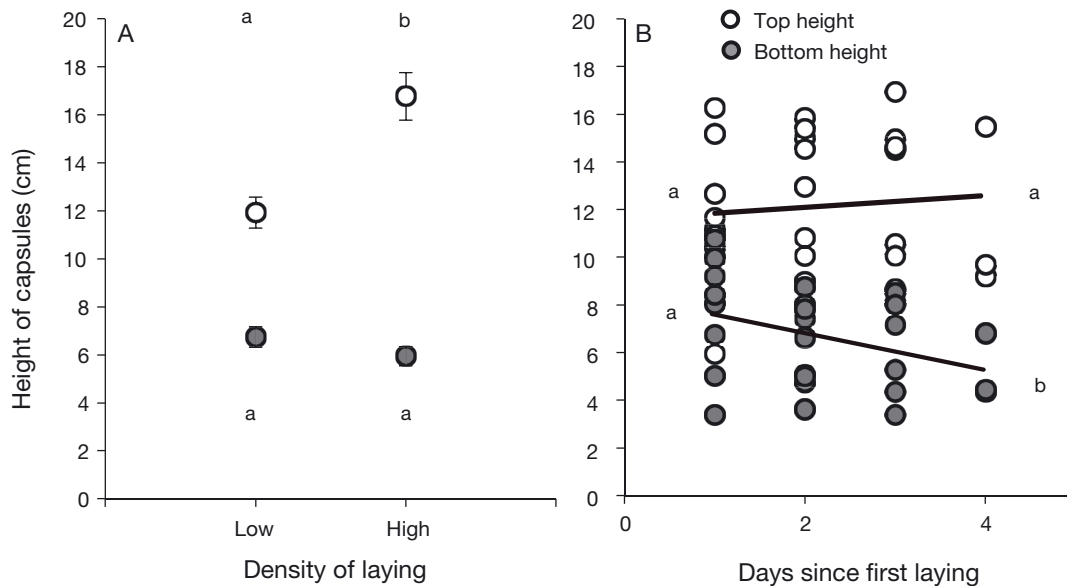 A
a
b
20
18
16
14
12
10
8
6
4
2
0
a
a
Low
High
Density of laying
Height of capsules (cm)
B
Top height
Bottom height
20
18
16
14
12
10
8
6
4
2
0
a
a
a
b
0
2
4
Days since first laying